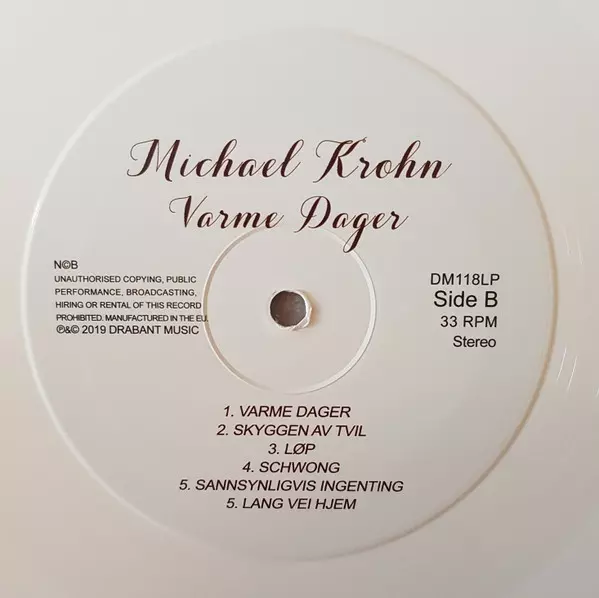 Michael Krohn
Varme Dager
N©B
UNAUTHORISED COPYING, PUBLIC
PERFORMANCE, BROADCASTING,
HIRING OR RENTAL OF THIS RECORD
PROHIBITED. MANUFACTURED IN THE EU.
℗&© 2019 DRABANT MUSIC
DM118LP
Side B
33 RPM
Stereo
1. VARME DAGER
2. SKYGGEN AV TVIL
3. LØP
4. SCHWONG
5. SANNSYNLIGVIS INGENTING
5. LANG VEI HJEM